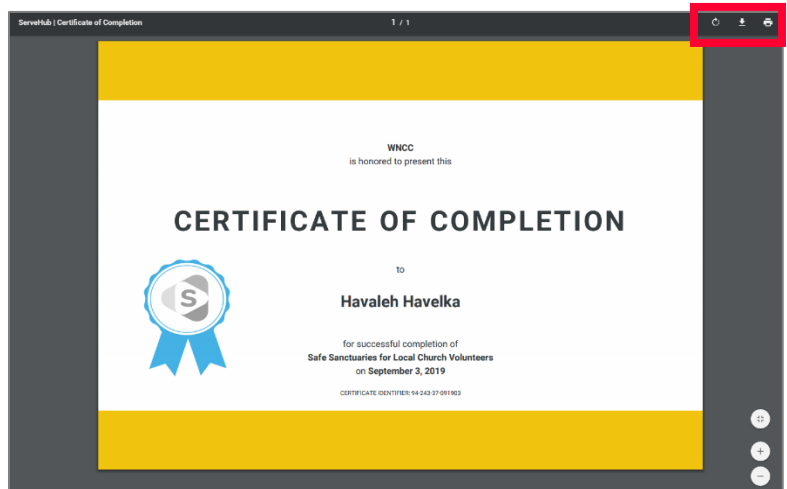 ServeHub | Certificate of Completion
1 / 1
WNCC
is honored to present this
CERTIFICATE OF COMPLETION
to
S
Havaleh Havelka
for successful completion of
Safe Sanctuaries for Local Church Volunteers
on September 3, 2019
CERTIFICATE IDENTIFIER: 94-243-37-091903